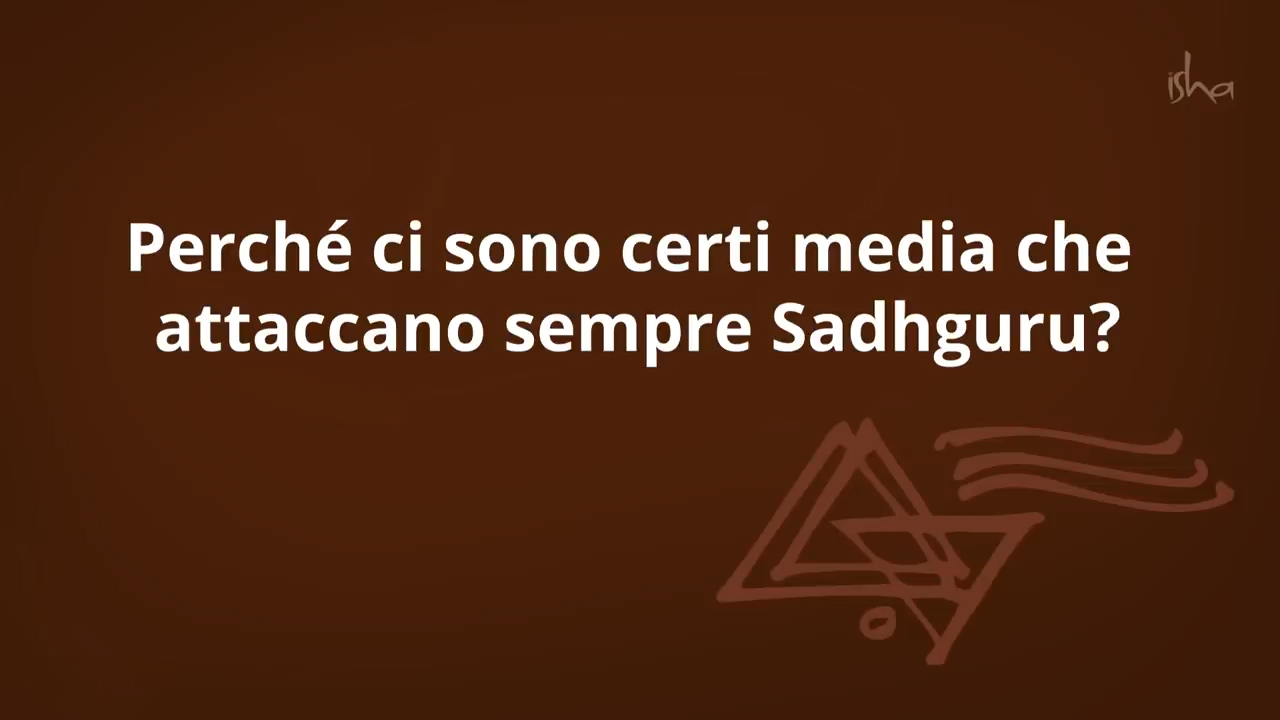 isha
Perché ci sono certi media che
attaccano sempre Sadhguru?